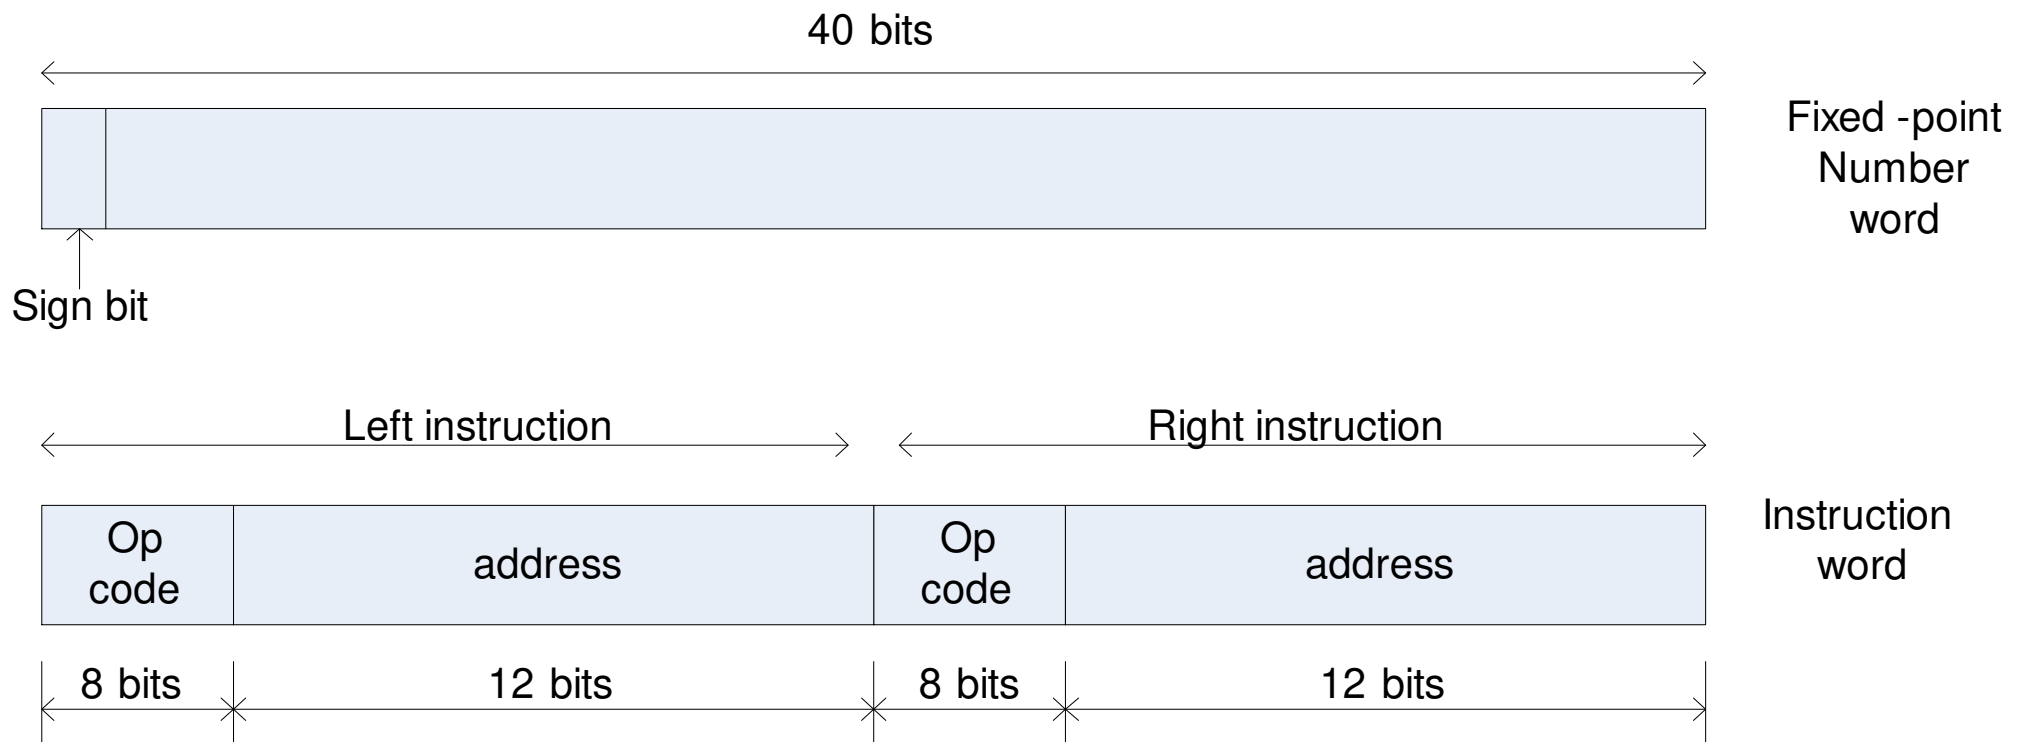 40 bits
Fixed -point
Number
word
Sign bit
Left instruction
Right instruction
Op
code
address
Op
code
address
Instruction
word
8 bits
12 bits
8 bits
12 bits